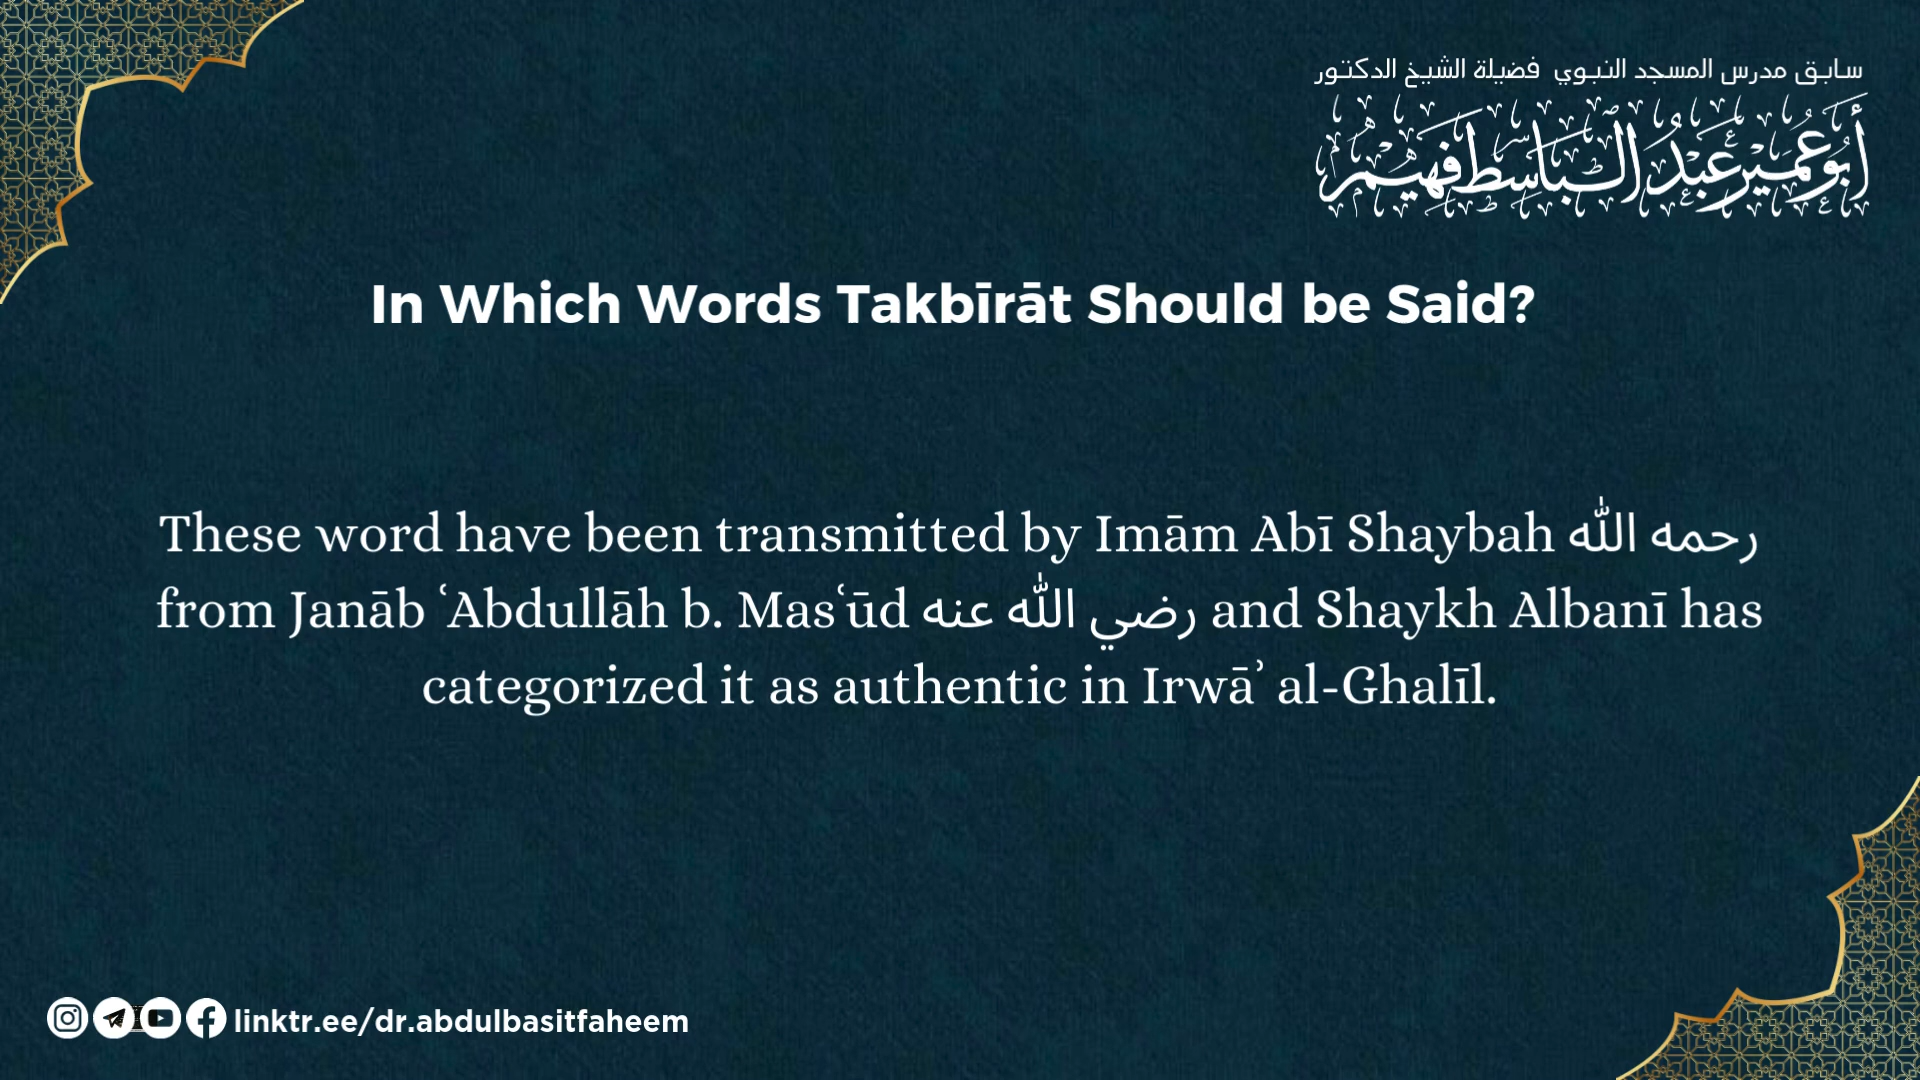 سابق مدرس المسجد النبوي فضيلة الشيخ الدكتور
أبو عمير عبد الباسط فهيم
In Which Words Takbīrāt Should be Said?
These word have been transmitted by Imām Abī Shaybah رحمه الله
from Janāb ʿAbdullāh b. Masʿūd رضي الله عنه and Shaykh Albanī has
categorized it as authentic in Irwāʾ al-Ghalīl.
linktr.ee/dr.abdulbasitfaheem